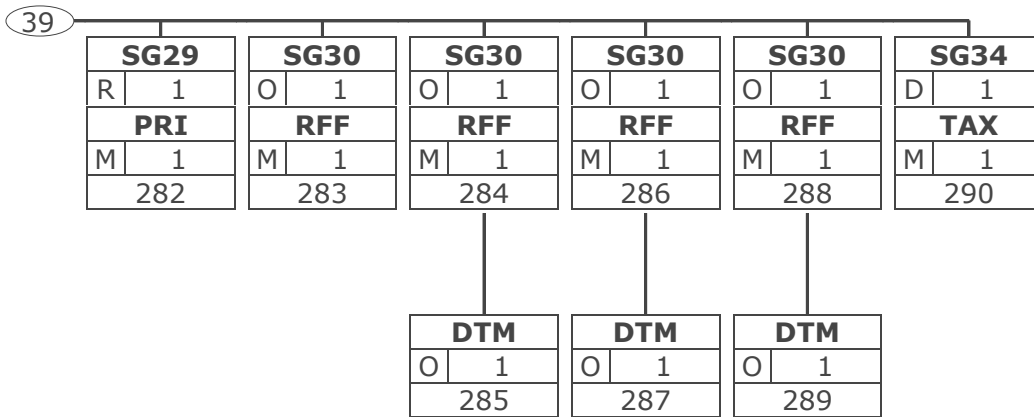 39
SG29 SG30 SG30 SG30 SG30 SG34
R 1 O 1 O 1 O 1 O 1 D 1
PRI RFF RFF RFF RFF TAX
M 1 M 1 M 1 M 1 M 1 M 1
282 283 284 286 288 290
DTM DTM DTM
O 1 O 1 O 1
285 287 289